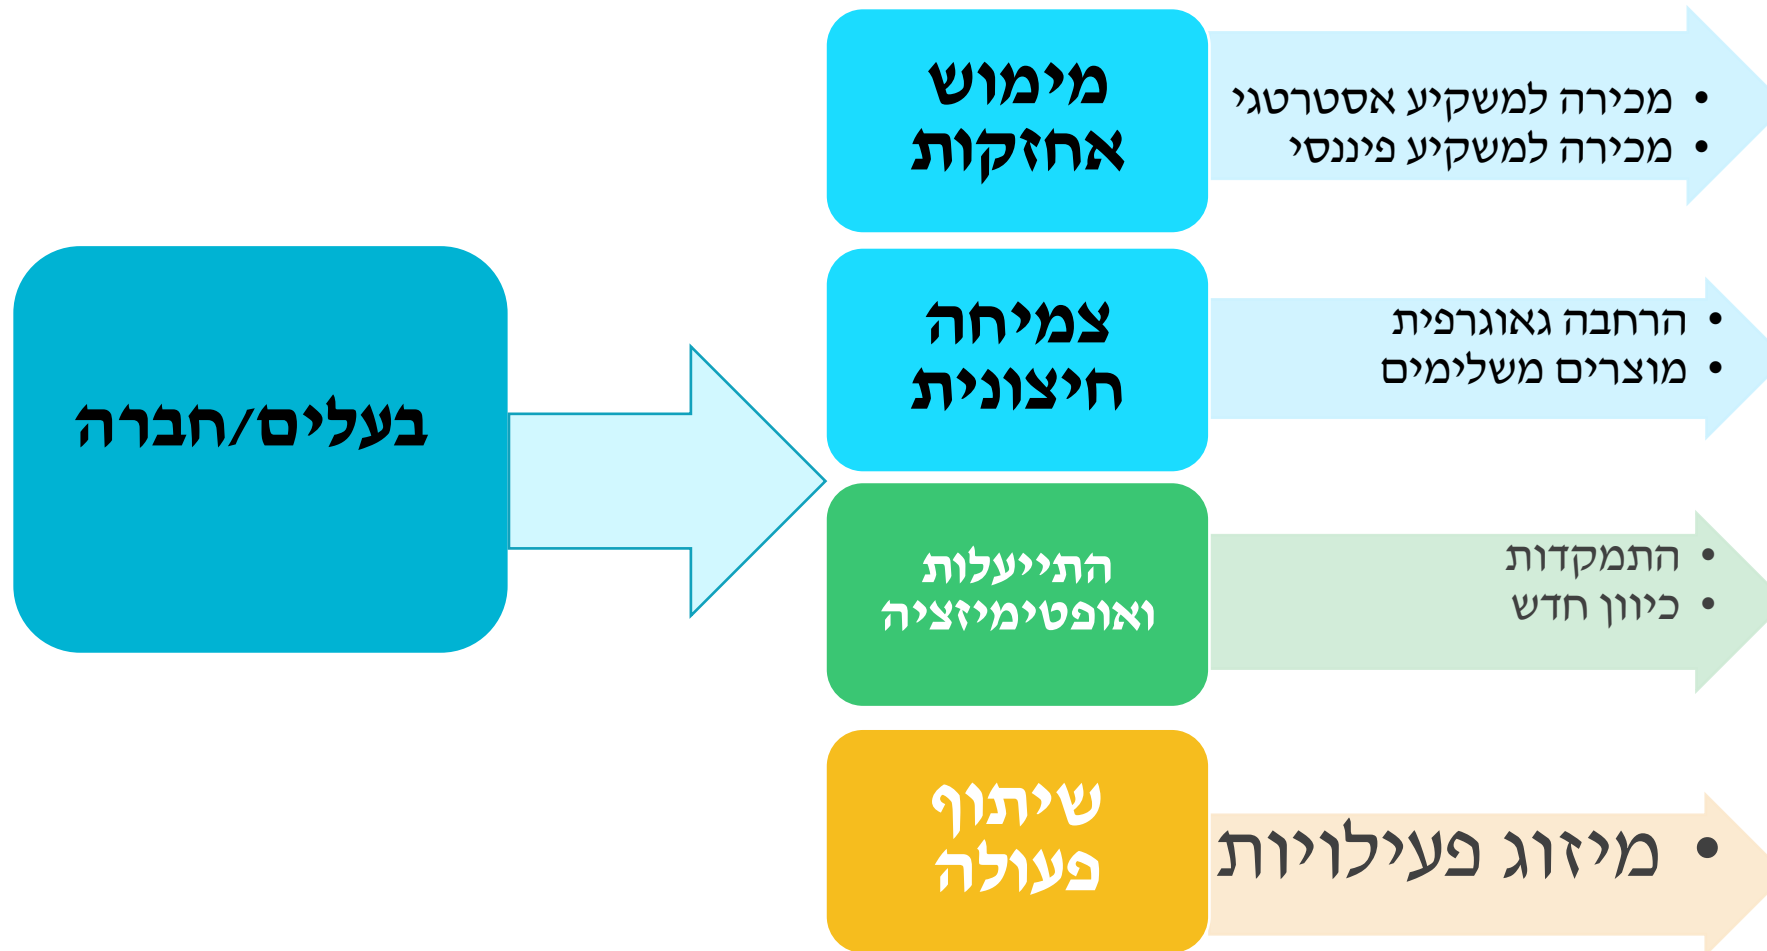 בעלים/חברה
מימוש
אחזקות
• מכירה למשקיע אסטרטגי
• מכירה למשקיע פיננסי
צמיחה
חיצונית
• הרחבה גאוגרפית
• מוצרים משלימים
התייעלות
ואופטימיזציה
• התמקדות
• כיוון חדש
שיתוף
פעולה
• מיזוג פעילויות